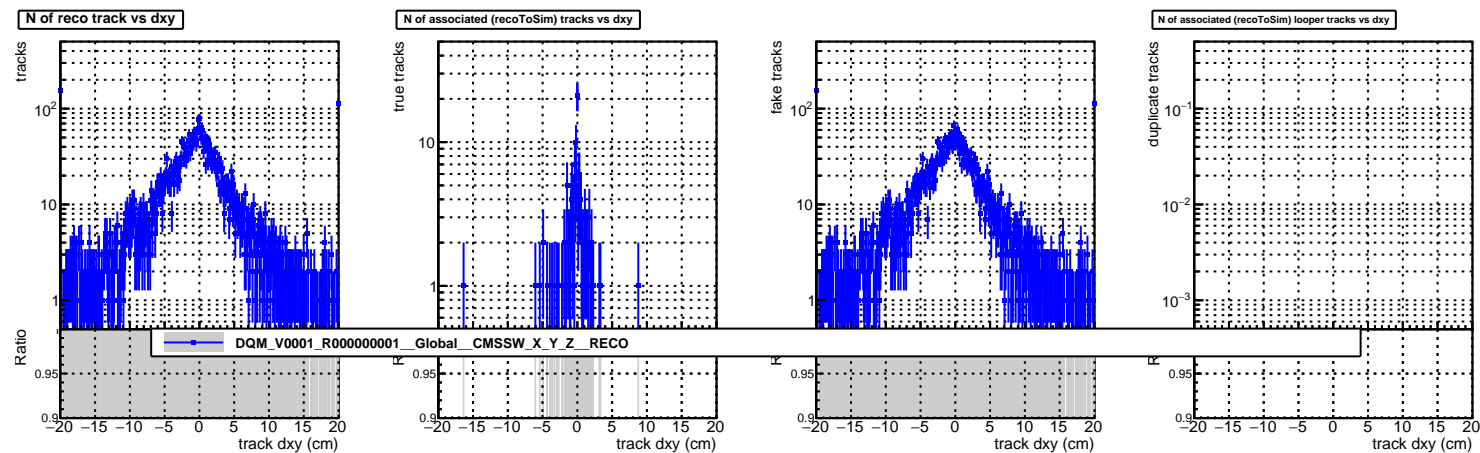 N of reco track vs dxy
tracks
10²
10
1
Ratio
0.95
0.9
−20 −15 −10 −5 0 5 10 15 20
track dxy (cm)
N of associated (recoToSim) tracks vs dxy
true tracks
10
1
0.95
0.9
−20 −15 −10 −5 0 5 10 15 20
track dxy (cm)
fake tracks
10²
10
1
0.95
0.9
−20 −15 −10 −5 0 5 10 15 20
track dxy (cm)
N of associated (recoToSim) looper tracks vs dxy
duplicate tracks
10⁻¹
10⁻²
10⁻³
0.95
0.9
−20 −15 −10 −5 0 5 10 15 20
track dxy (cm)
DQM_V0001_R000000001__Global__CMSSW_X_Y_Z__RECO